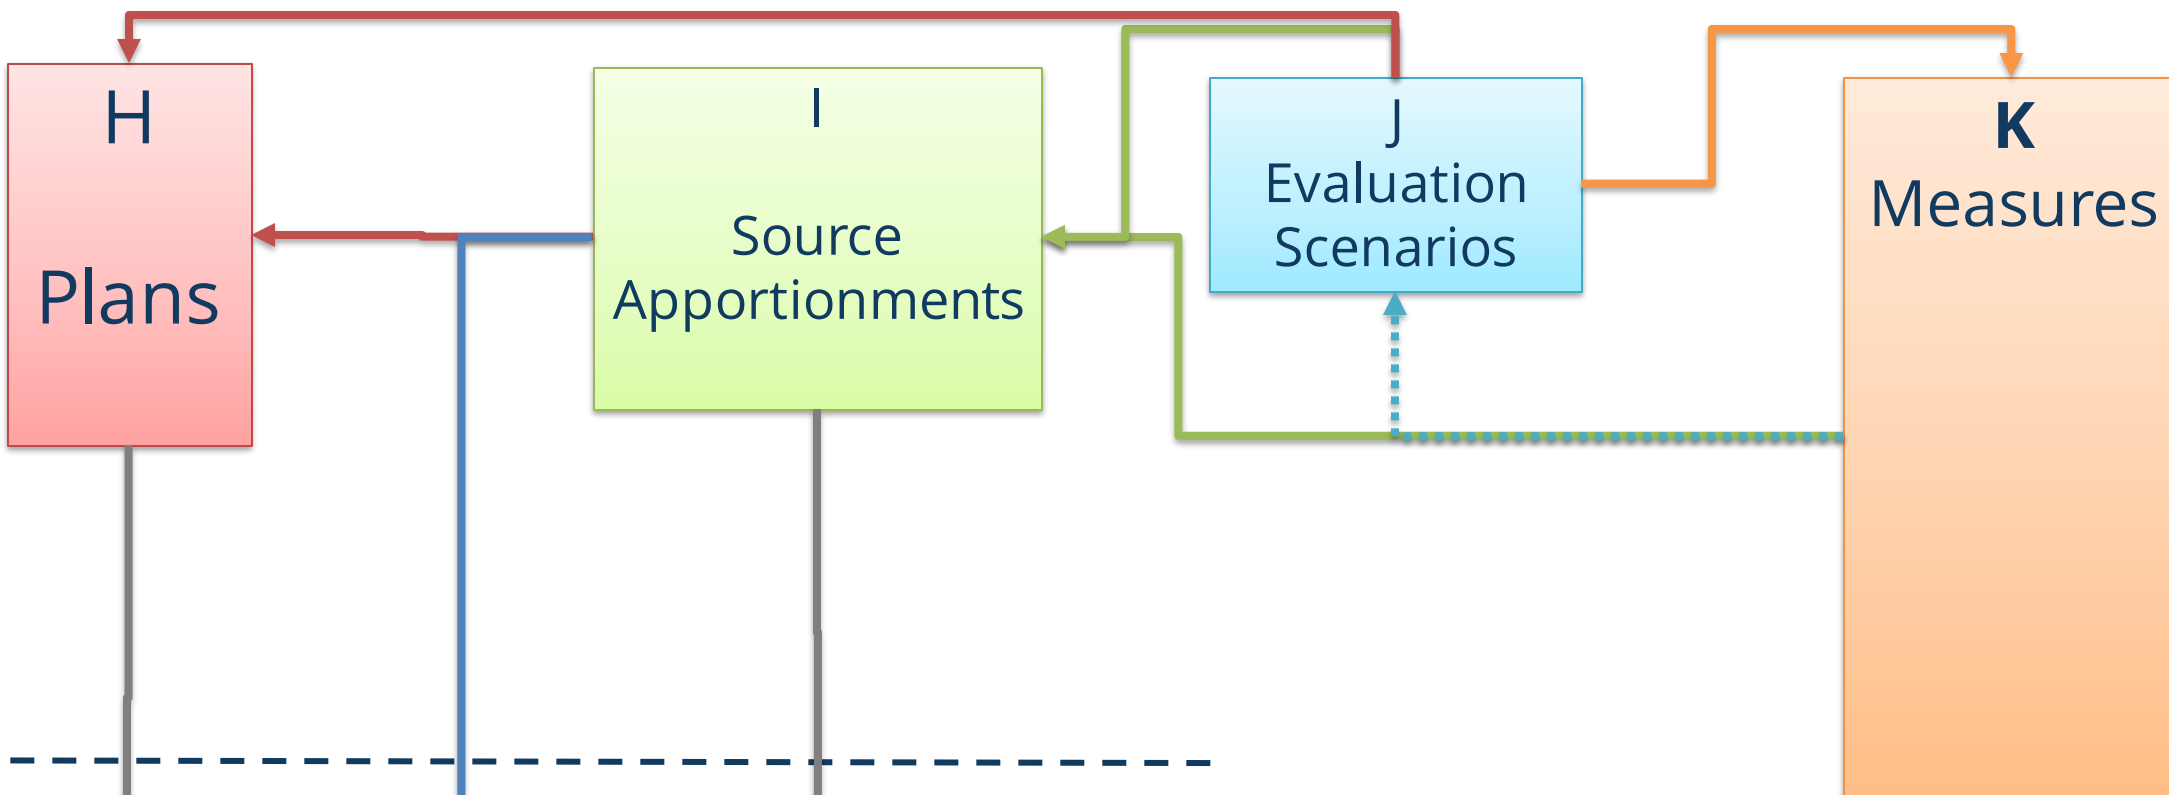 H
Plans
I
Source
Apportionments
J
Evaluation
Scenarios
K
Measures